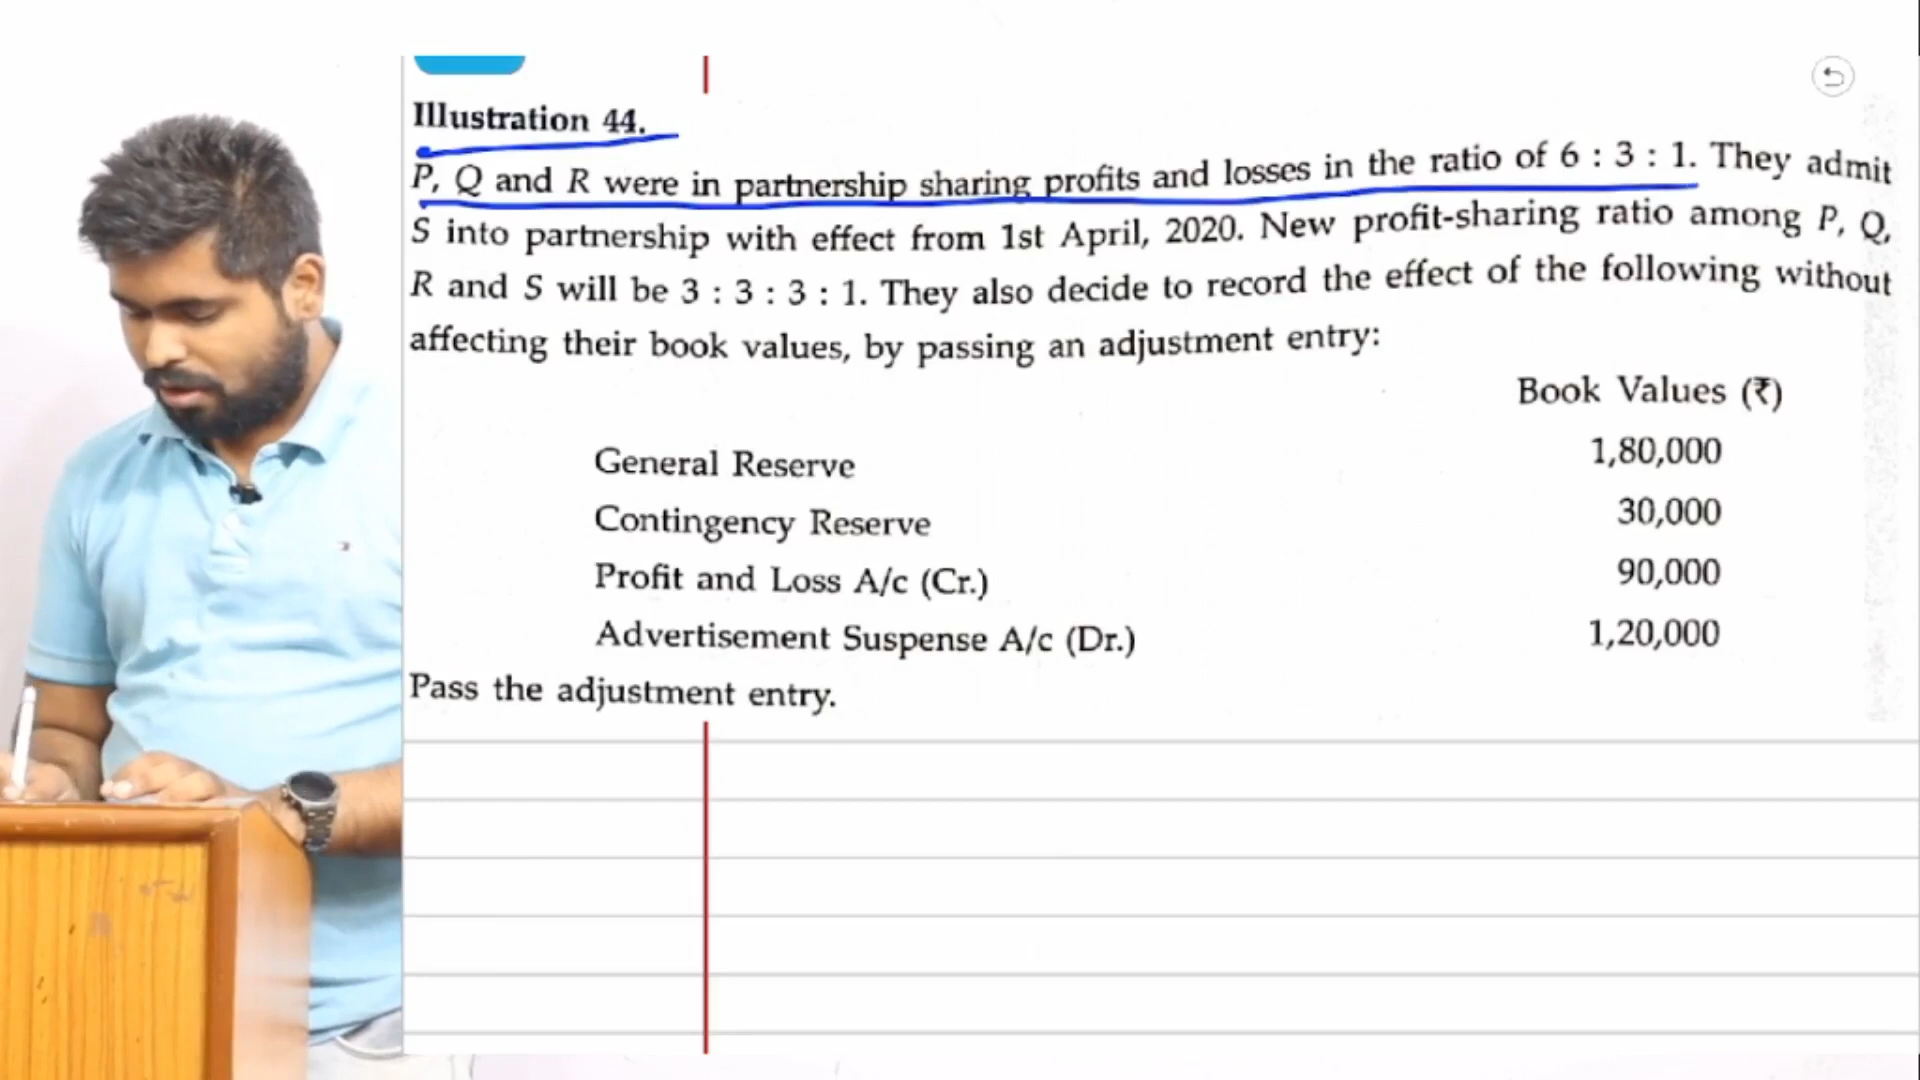 Illustration 44.
P, Q and R were in partnership sharing profits and losses in the ratio of 6 : 3 : 1. They admit
S into partnership with effect from 1st April, 2020. New profit-sharing ratio among P, Q,
R and S will be 3 : 3 : 3 : 1. They also decide to record the effect of the following without
affecting their book values, by passing an adjustment entry:
Book Values (₹)
General Reserve 1,80,000
Contingency Reserve 30,000
Profit and Loss A/c (Cr.) 90,000
Advertisement Suspense A/c (Dr.) 1,20,000
Pass the adjustment entry.